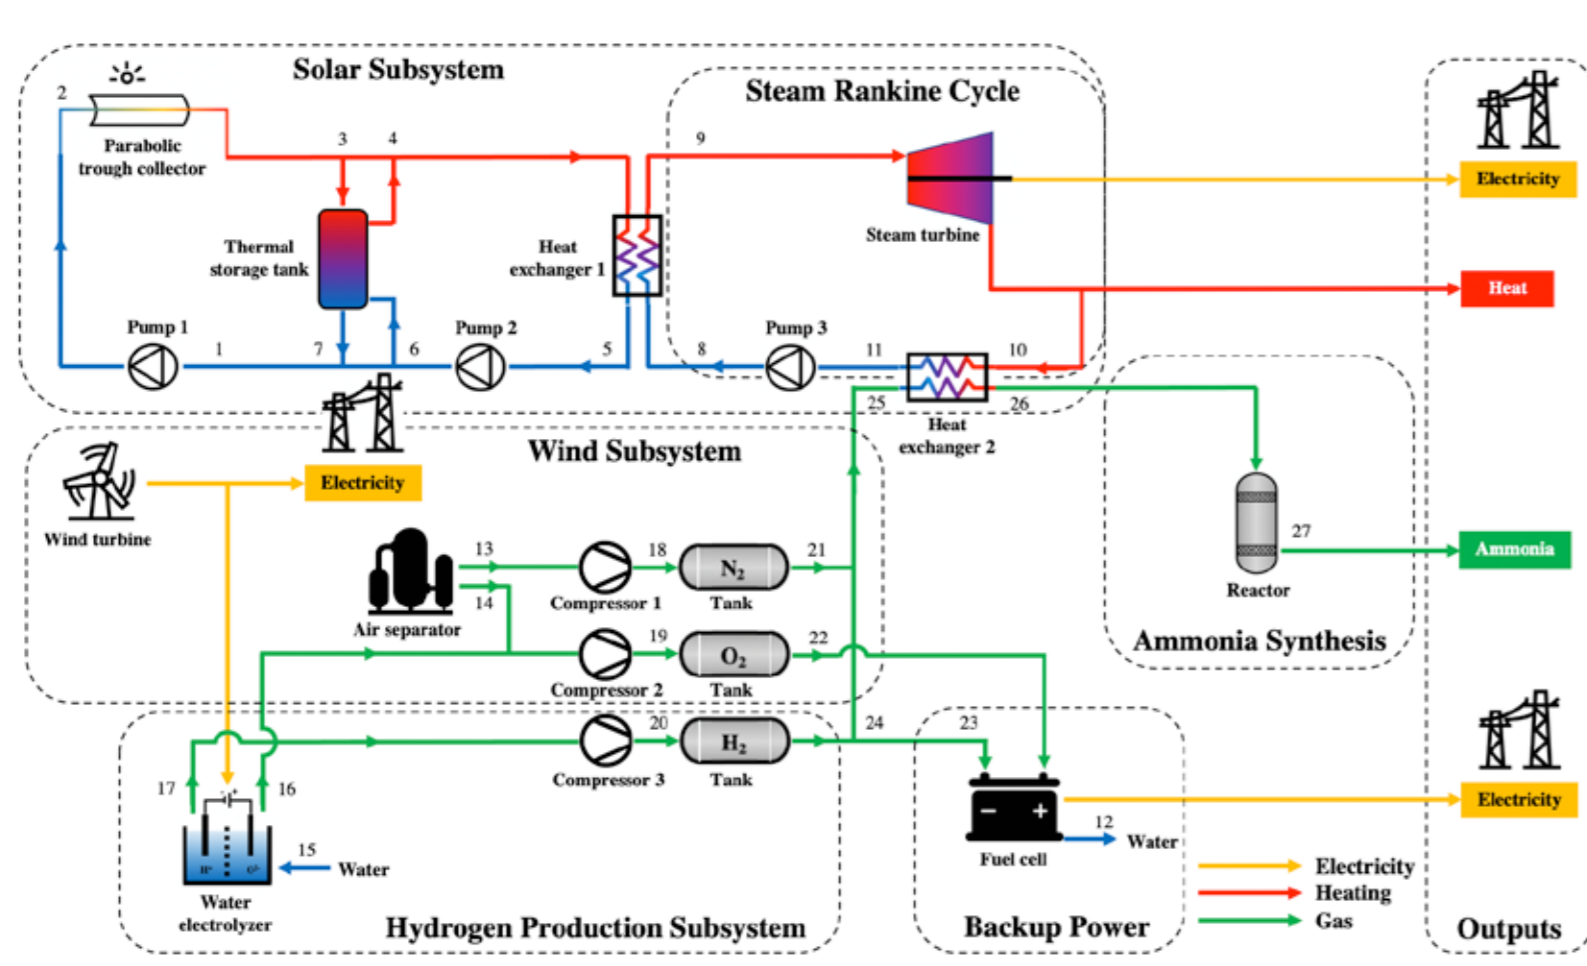 Solar Subsystem
Steam Rankine Cycle
2
Parabolic
trough collector
3
4
9
Electricity
Steam turbine
Thermal
storage tank
Heat
exchanger 1
Heat
Pump 1
1
7
6
Pump 2
5
8
Pump 3
11
10
25
26
Heat
exchanger 2
Wind Subsystem
Electricity
Wind turbine
13
14
Air separator
18
Compressor 1
N2
Tank
21
19
Compressor 2
O2
Tank
22
27
Reactor
Ammonia
Ammonia Synthesis
20
Compressor 3
H2
Tank
24
23
17
16
- +
H+
15
Water
Water
electrolyzer
Hydrogen Production Subsystem
− +
Fuel cell
12
Water
Electricity
Backup Power
Electricity
Heating
Gas
Outputs